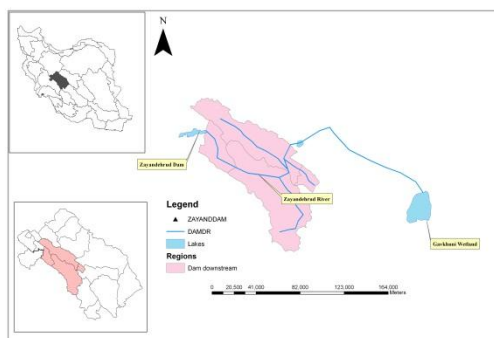 N
Zayandehrud Dam
Zayandehrud River
Gavkhuni Wetland
Legend
ZAYANDDAM
DAMDR
Lakes
Regions
Dam downstream
0 20,500 41,000 82,000 123,000 164,000
Meters